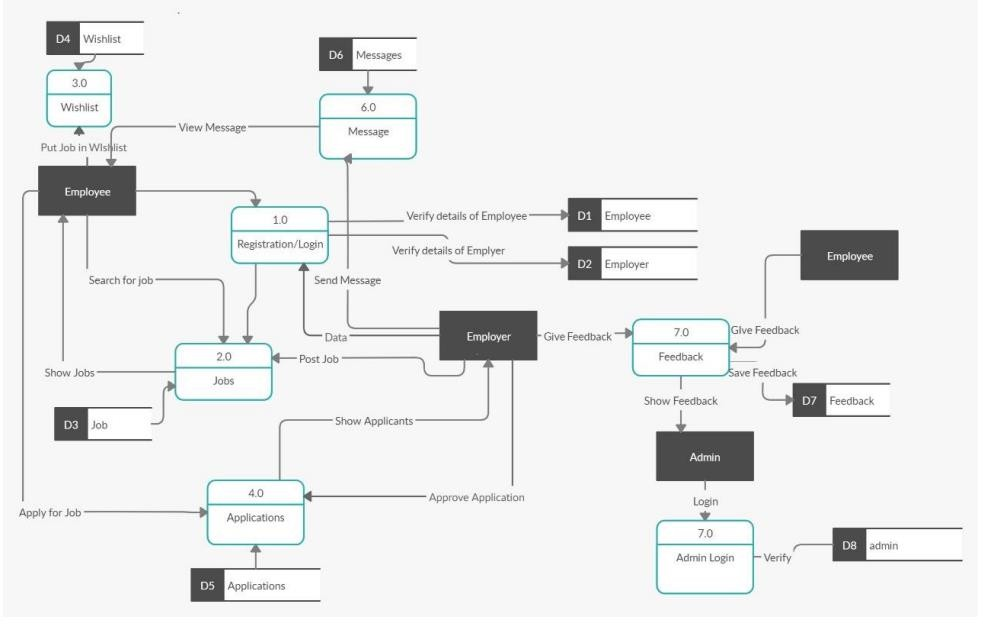 D4 Wishlist
3.0
Wishlist
D6 Messages
6.0
Message
View Message
Put Job in WIshlist
Employee
1.0
Registration/Login
Verify details of Employee
D1 Employee
Verify details of Emplyer
D2 Employer
Employee
Search for job
Send Message
Data
Employer
Give Feedback
7.0
Feedback
GIve Feedback
Save Feedback
D7 Feedback
Post Job
2.0
Jobs
Show Jobs
D3 Job
Show Feedback
Show Applicants
Admin
Login
4.0
Applications
Approve Application
Apply for Job
7.0
Admin Login
Verify
D8 admin
D5 Applications